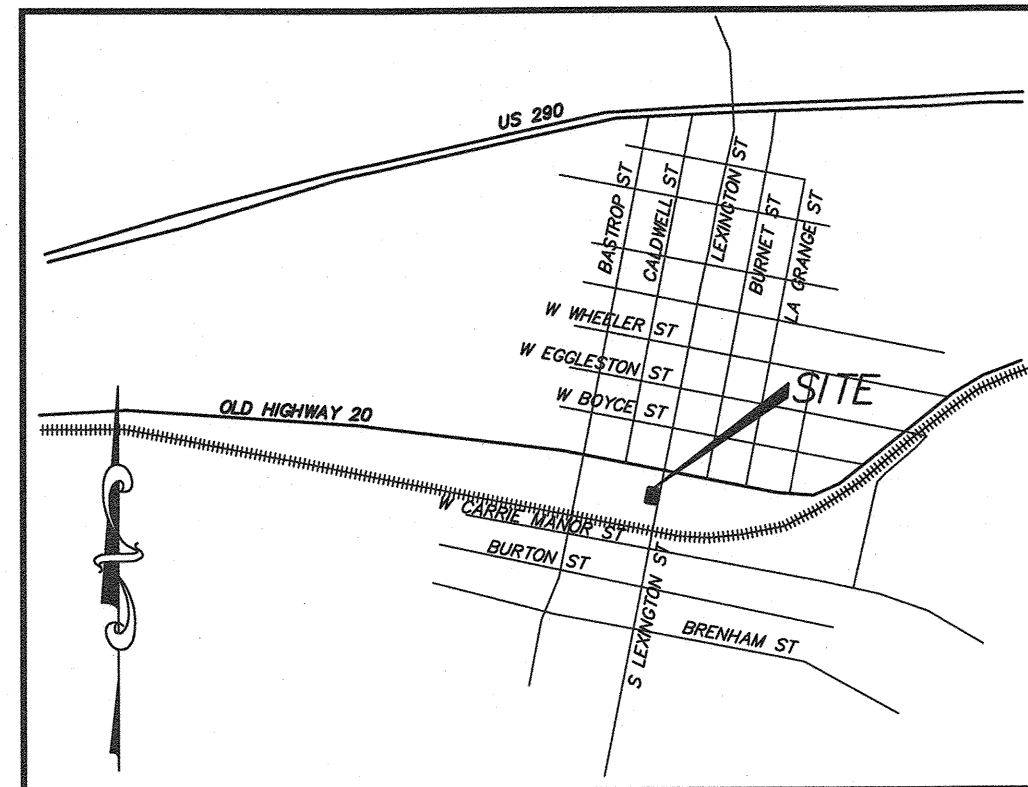 US 290
BASTROP ST
CALDWELL ST
LEXINGTON ST
BURNET ST
LA GRANGE ST
W WHEELER ST
W EGGLESTON ST
W BOYCE ST
SITE
OLD HIGHWAY 20
W CARRIE MANOR ST
BURTON ST
S LEXINGTON ST
BRENHAM ST